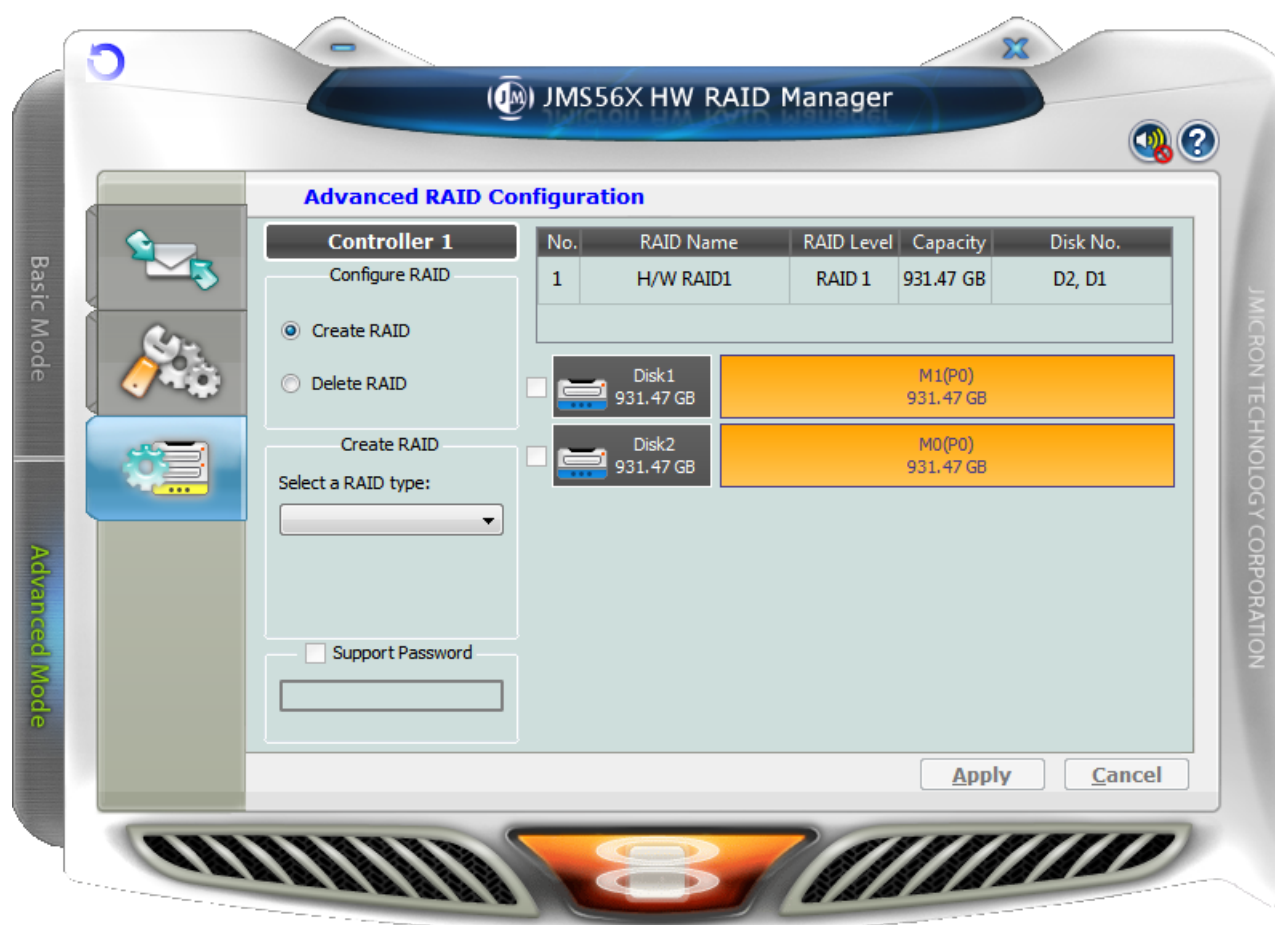 (JM) JMS56X HW RAID Manager
Advanced RAID Configuration
Basic Mode
Advanced Mode
Controller 1
Configure RAID
Create RAID
Delete RAID
Create RAID
Select a RAID type:
Support Password
No. RAID Name RAID Level Capacity Disk No.
1 H/W RAID1 RAID 1 931.47 GB D2, D1
Disk1
931.47 GB
M1(P0)
931.47 GB
Disk2
931.47 GB
M0(P0)
931.47 GB
Apply Cancel
JMICRON TECHNOLOGY CORPORATION